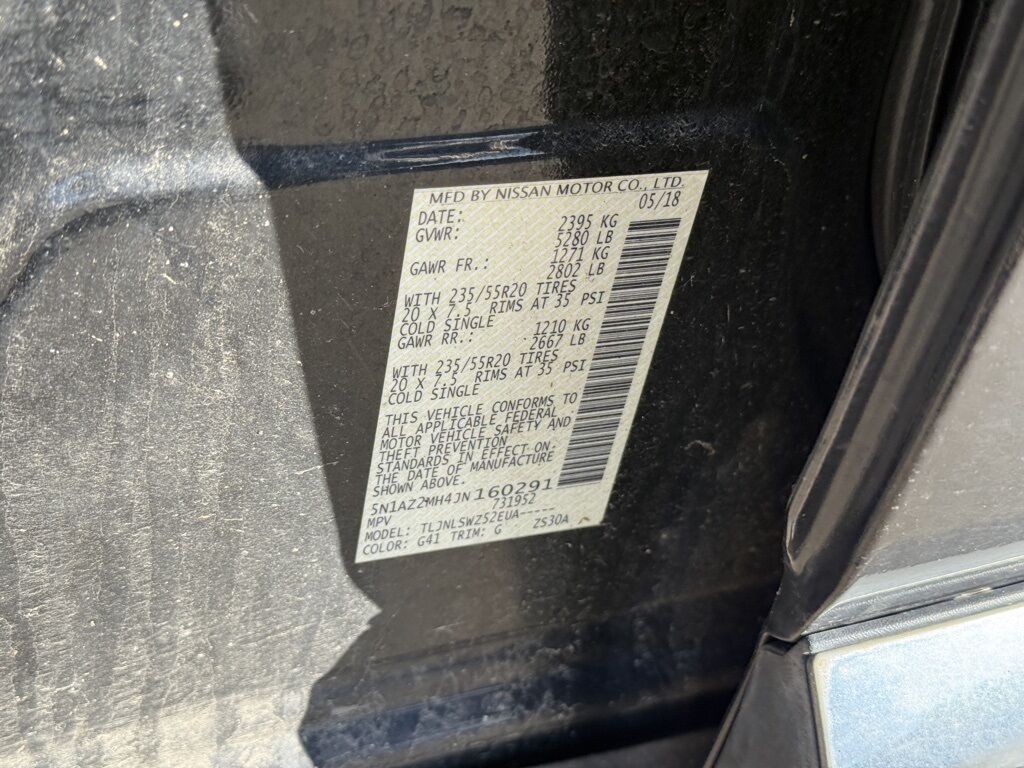 MFD BY NISSAN MOTOR CO., LTD.
DATE: 05/18
GVWR: 2395 KG
5280 LB
GAWR FR.: 1271 KG
2802 LB
WITH 235/55R20 TIRES
20 X 7.5 RIMS AT 35 PSI
COLD SINGLE
GAWR RR.: 1210 KG
2667 LB
WITH 235/55R20 TIRES
20 X 7.5 RIMS AT 35 PSI
COLD SINGLE
THIS VEHICLE CONFORMS TO
ALL APPLICABLE FEDERAL
MOTOR VEHICLE SAFETY AND
THEFT PREVENTION
STANDARDS IN EFFECT ON
THE DATE OF MANUFACTURE
SHOWN ABOVE.
5N1AZ2MH4JN160291
MPV 731952
MODEL: TLJNLSWZ52EUA-----
COLOR: G41 TRIM: G ZS30A